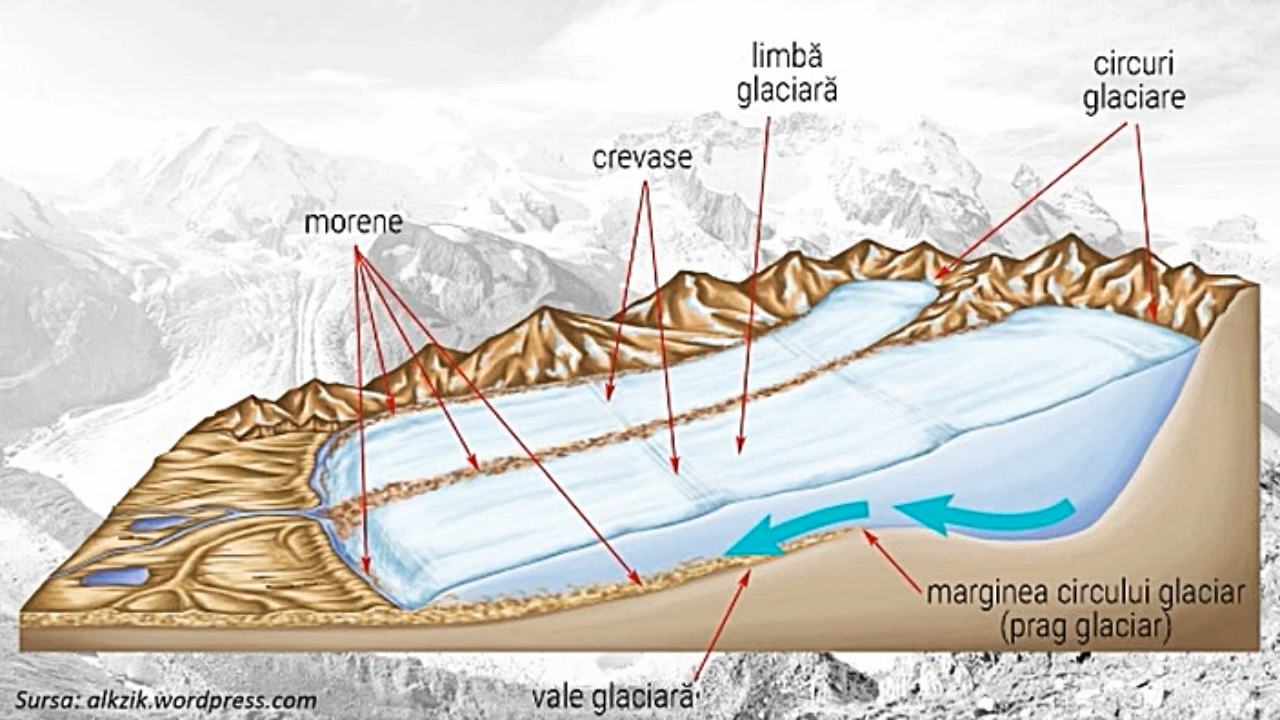 limbă
glaciară
circuri
glaciare
crevase
morene
marginea circului glaciar
(prag glaciar)
vale glaciară
Sursa: alkzik.wordpress.com